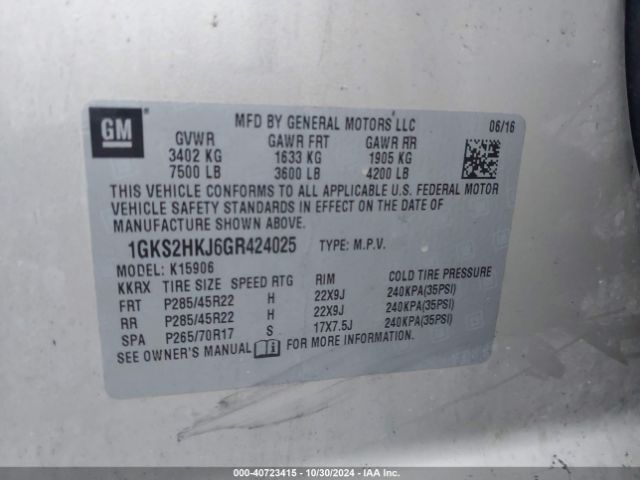 GM
MFD BY GENERAL MOTORS LLC 06/16
GVWR GAWR FRT GAWR RR
3402 KG 1633 KG 1905 KG
7500 LB 3600 LB 4200 LB
THIS VEHICLE CONFORMS TO ALL APPLICABLE U.S. FEDERAL MOTOR
VEHICLE SAFETY STANDARDS IN EFFECT ON THE DATE OF
MANUFACTURE SHOWN ABOVE.
1GKS2HKJ6GR424025 TYPE: M.P.V.
MODEL: K15906
KKRX TIRE SIZE SPEED RTG RIM COLD TIRE PRESSURE
FRT P285/45R22 H 22X9J 240KPA(35PSI)
RR P285/45R22 H 22X9J 240KPA(35PSI)
SPA P265/70R17 S 17X7.5J 240KPA(35PSI)
SEE OWNER'S MANUAL FOR MORE INFORMATION.
000-40723415 - 10/30/2024 - IAAI.COM